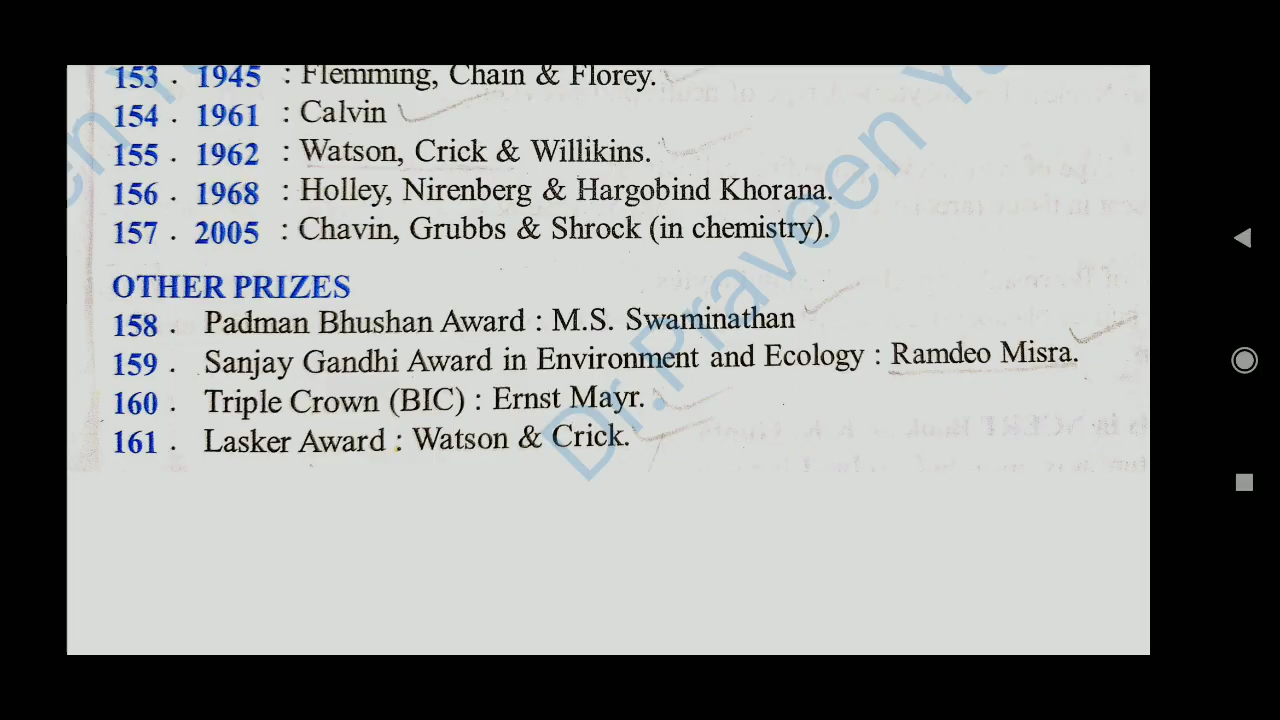 153 . 1945 : Flemming, Chain & Florey.
154 . 1961 : Calvin
155 . 1962 : Watson, Crick & Willikins.
156 . 1968 : Holley, Nirenberg & Hargobind Khorana.
157 . 2005 : Chavin, Grubbs & Shrock (in chemistry).
OTHER PRIZES
158 Padman Bhushan Award : M.S. Swaminathan
159 . Sanjay Gandhi Award in Environment and Ecology : Ramdeo Misra.
160 . Triple Crown (BIC) : Ernst Mayr.
161 . Lasker Award : Watson & Crick.
Dr. Praveen